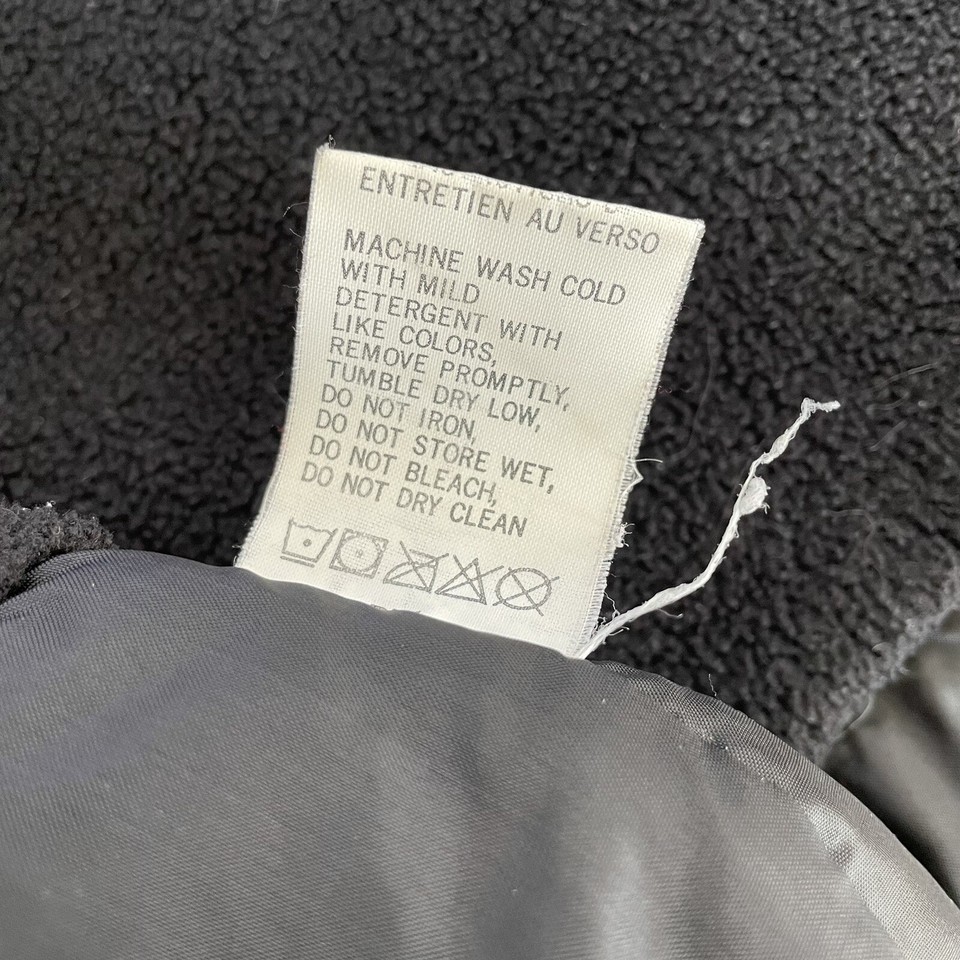 ENTRETIEN AU VERSO
MACHINE WASH COLD
WITH MILD
DETERGENT WITH
LIKE COLORS,
REMOVE PROMPTLY,
TUMBLE DRY LOW,
DO NOT IRON,
DO NOT STORE WET,
DO NOT BLEACH,
DO NOT DRY CLEAN